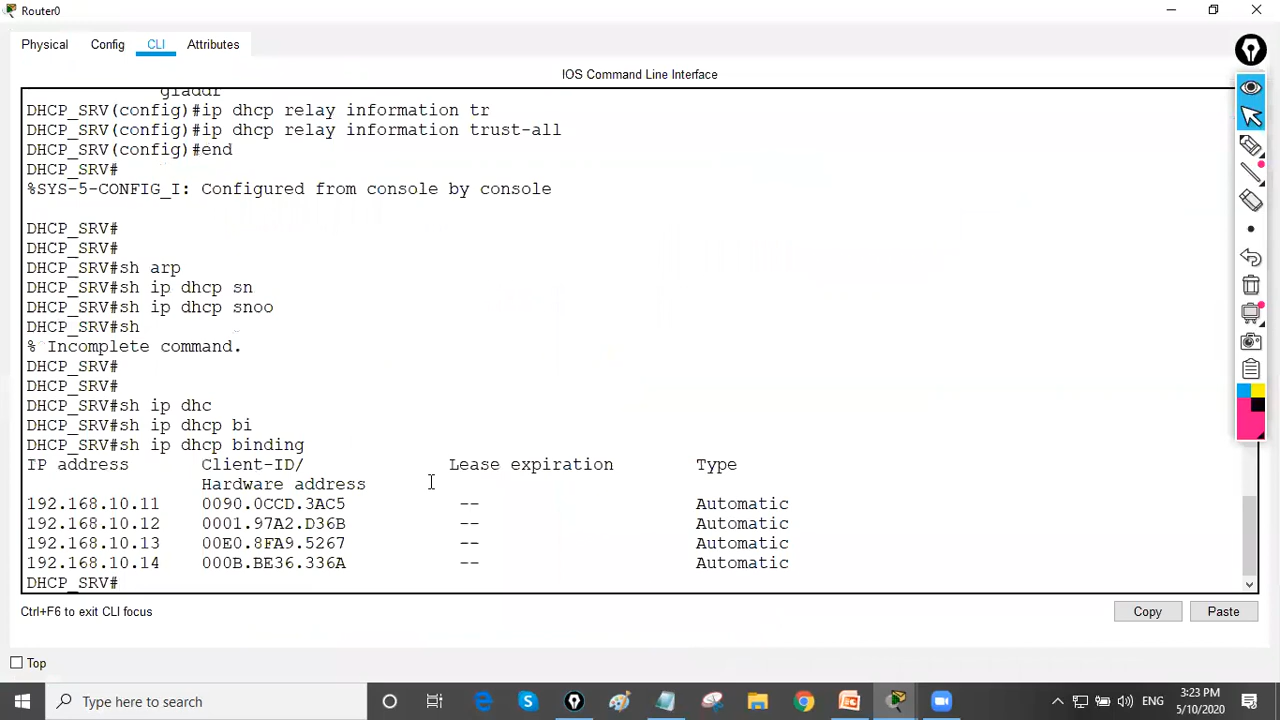 Router0
Physical Config CLI Attributes
IOS Command Line Interface
giaddr
DHCP_SRV(config)#ip dhcp relay information tr
DHCP_SRV(config)#ip dhcp relay information trust-all
DHCP_SRV(config)#end
DHCP_SRV#
%SYS-5-CONFIG_I: Configured from console by console
DHCP_SRV#
DHCP_SRV#
DHCP_SRV#sh arp
DHCP_SRV#sh ip dhcp sn
DHCP_SRV#sh ip dhcp snoo
DHCP_SRV#sh
% Incomplete command.
DHCP_SRV#
DHCP_SRV#
DHCP_SRV#sh ip dhc
DHCP_SRV#sh ip dhcp bi
DHCP_SRV#sh ip dhcp binding
IP address Client-ID/ Lease expiration Type
Hardware address
192.168.10.11 0090.0CCD.3AC5 -- Automatic
192.168.10.12 0001.97A2.D36B -- Automatic
192.168.10.13 00E0.8FA9.5267 -- Automatic
192.168.10.14 000B.BE36.336A -- Automatic
DHCP_SRV#
Ctrl+F6 to exit CLI focus
Copy Paste
Top
Type here to search
ENG
3:23 PM
5/10/2020